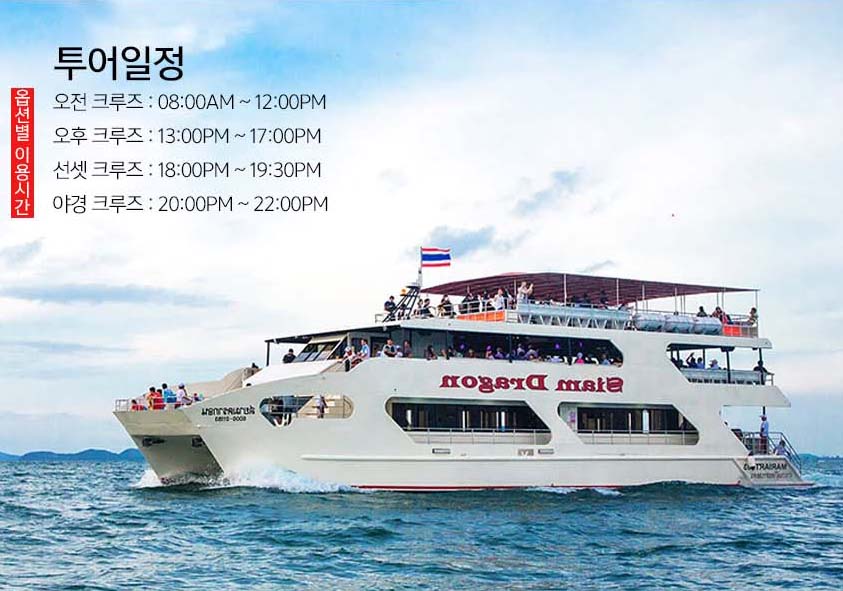 투어일정
옵션별 이용시간
오전 크루즈 : 08:00AM ~ 12:00PM
오후 크루즈 : 13:00PM ~ 17:00PM
선셋 크루즈 : 18:00PM ~ 19:30PM
야경 크루즈 : 20:00PM ~ 22:00PM
Siam Dragon